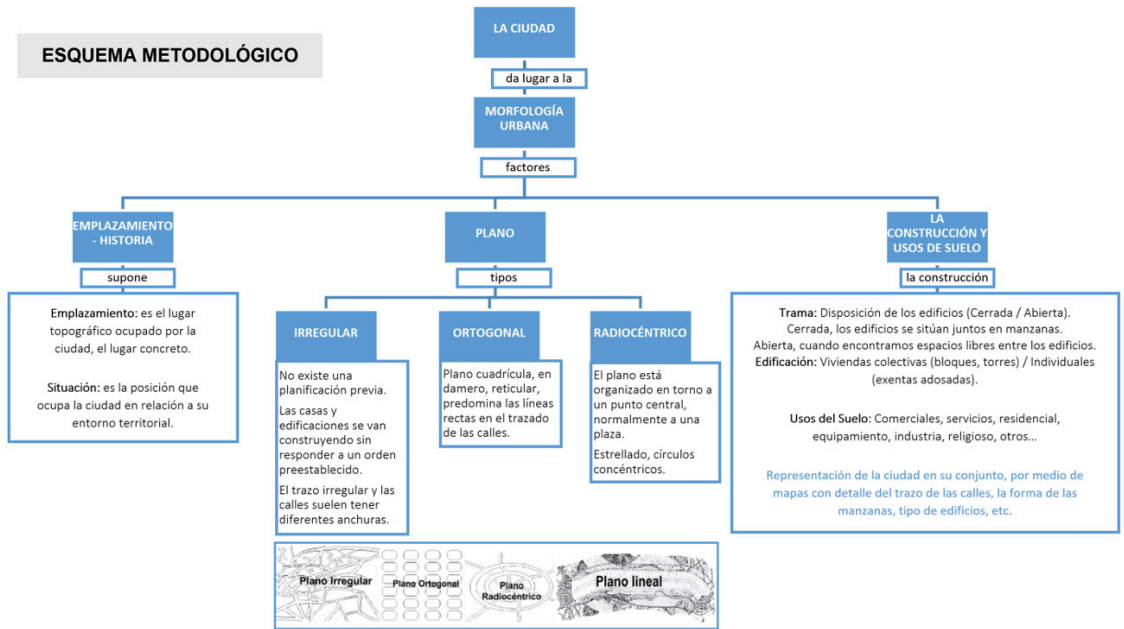 ESQUEMA METODOLÓGICO
LA CIUDAD
da lugar a la
MORFOLOGÍA
URBANA
factores
EMPLAZAMIENTO
- HISTORIA
supone
Emplazamiento: es el lugar
topográfico ocupado por la
ciudad, el lugar concreto.
Situación: es la posición que
ocupa la ciudad en relación a su
entorno territorial.
PLANO
tipos
IRREGULAR
No existe una
planificación previa.
Las casas y
edificaciones se van
construyendo sin
responder a un orden
preestablecido.
El trazo irregular y las
calles suelen tener
diferentes anchuras.
ORTOGONAL
Plano cuadrícula, en
damero, reticular,
predomina las líneas
rectas en el trazado
de las calles.
RADIOCÉNTRICO
El plano está
organizado en torno a
un punto central,
normalmente a una
plaza.
Estrellado, círculos
concéntricos.
LA
CONSTRUCCIÓN Y
USOS DE SUELO
la construcción
Trama: Disposición de los edificios (Cerrada / Abierta).
Cerrada, los edificios se sitúan juntos en manzanas.
Abierta, cuando encontramos espacios libres entre los edificios.
Edificación: Viviendas colectivas (bloques, torres) / Individuales
(exentas adosadas).
Usos del Suelo: Comerciales, servicios, residencial,
equipamiento, industria, religioso, otros...
Representación de la ciudad en su conjunto, por medio de
mapas con detalle del trazo de las calles, la forma de las
manzanas, tipo de edificios, etc.
Plano Irregular
Plano Ortogonal
Plano
Radiocéntrico
Plano lineal